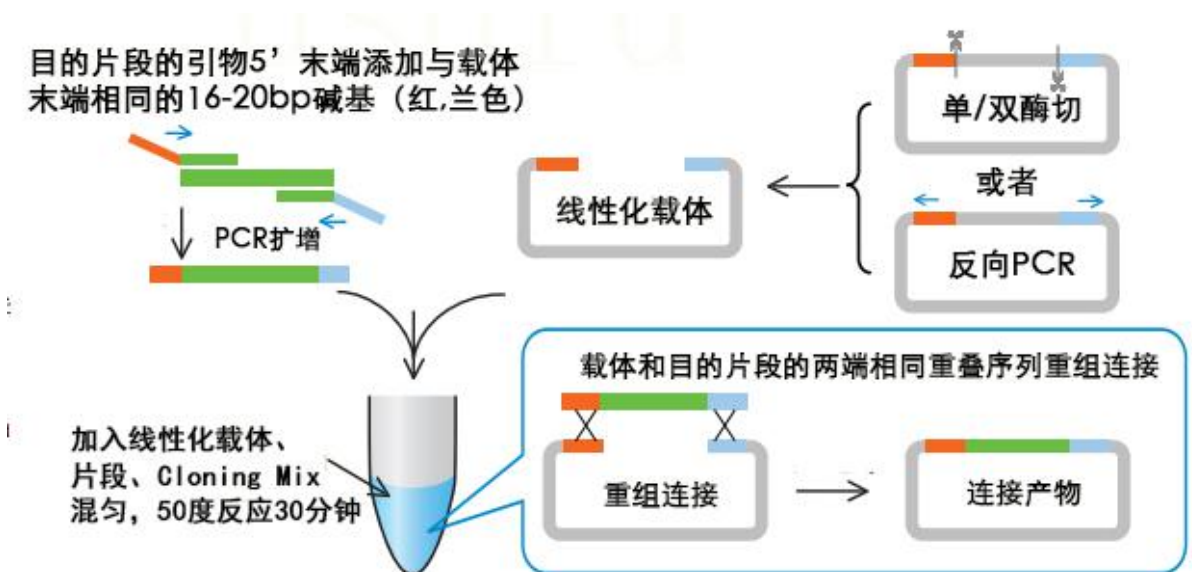 目的片段的引物5’末端添加与载体
末端相同的16-20bp碱基（红,兰色）
PCR扩增
线性化载体
单/双酶切
或者
反向PCR
加入线性化载体、
片段、Cloning Mix
混匀，50度反应30分钟
载体和目的片段的两端相同重叠序列重组连接
重组连接
连接产物